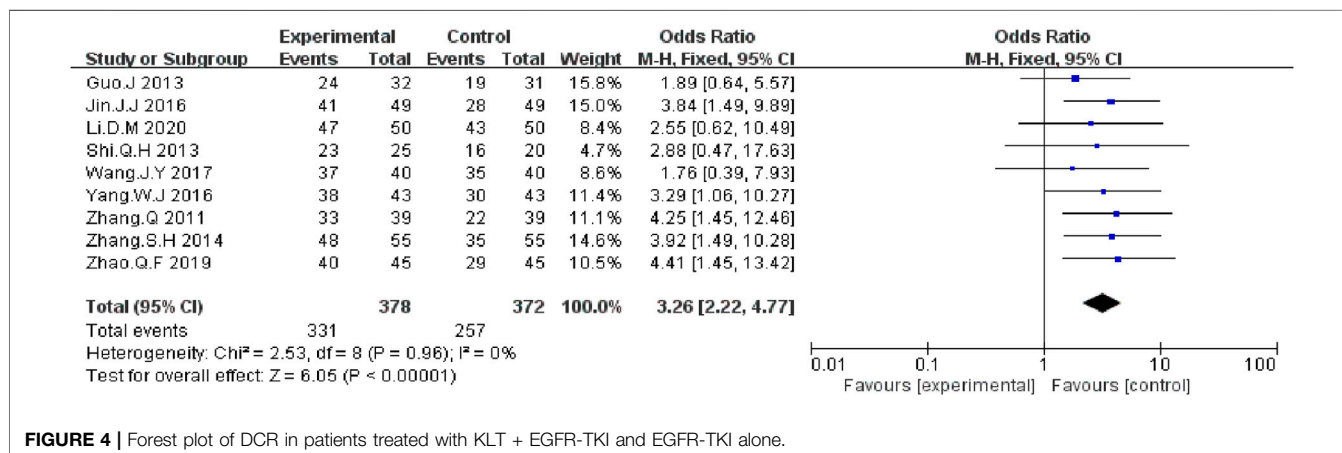 Experimental Control Odds Ratio Odds Ratio
Study or Subgroup Events Total Events Total Weight M-H, Fixed, 95% CI M-H, Fixed, 95% CI
Guo.J 2013 24 32 19 31 15.8% 1.89 [0.64, 5.57]
Jin.J.J 2016 41 49 28 49 15.0% 3.84 [1.49, 9.89]
Li.D.M 2020 47 50 43 50 8.4% 2.55 [0.62, 10.49]
Shi.Q.H 2013 23 25 16 20 4.7% 2.88 [0.47, 17.63]
Wang.J.Y 2017 37 40 35 40 8.6% 1.76 [0.39, 7.93]
Yang.W.J 2016 38 43 30 43 11.4% 3.29 [1.06, 10.27]
Zhang.Q 2011 33 39 22 39 11.1% 4.25 [1.45, 12.46]
Zhang.S.H 2014 48 55 35 55 14.6% 3.92 [1.49, 10.28]
Zhao.Q.F 2019 40 45 29 45 10.5% 4.41 [1.45, 13.42]
Total (95% CI) 378 372 100.0% 3.26 [2.22, 4.77]
Total events 331 257
Heterogeneity: Chi² = 2.53, df = 8 (P = 0.96); I² = 0%
Test for overall effect: Z = 6.05 (P < 0.00001)
0.01 0.1 1 10 100
Favours [experimental] Favours [control]
FIGURE 4 | Forest plot of DCR in patients treated with KLT + EGFR-TKI and EGFR-TKI alone.